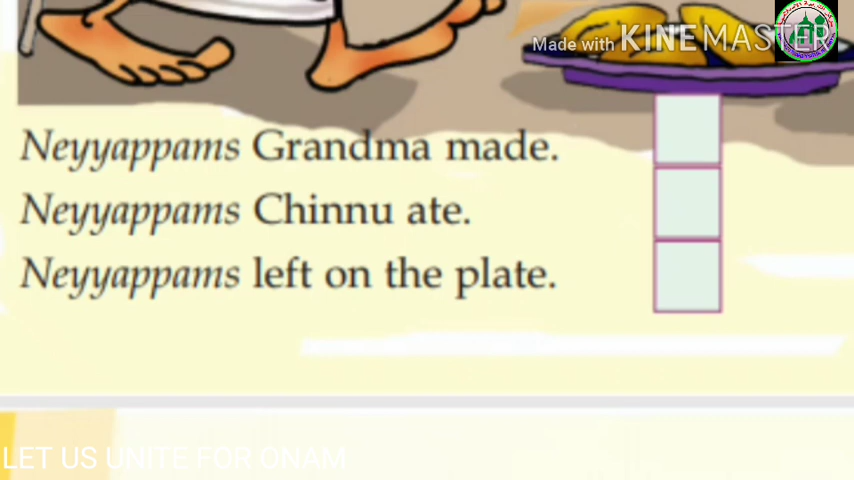 Made with KINEMASTER
Neyyappams Grandma made.
Neyyappams Chinnu ate.
Neyyappams left on the plate.
LET US UNITE FOR ONAM